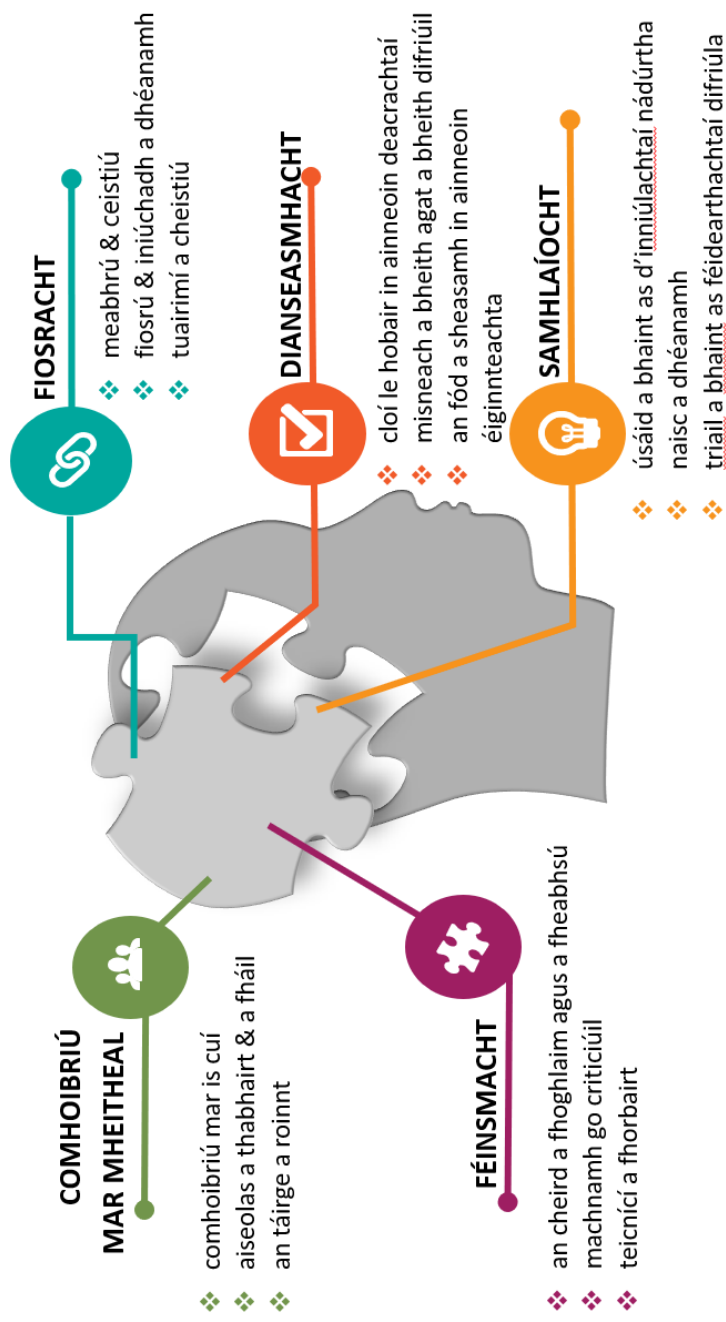 COMHOIBRIÚ
MAR MHEITHEAL
comhoibriú mar is cuí
aiseolas a thabhairt & a fháil
an táirge a roinnt
FÉINSMACHT
an cheird a fhoghlaim agus a fheabhsú
machnamh go criticiúil
teicnící a fhorbairt
FIOSRACHT
meabhrú & ceistiú
fiosrú & iniúchadh a dhéanamh
tuairimí a cheistiú
DIANSEASMHACHT
cloí le hobair in ainneoin deacrachtaí
misneach a bheith agat a bheith difriúil
an fód a sheasamh in ainneoin
éiginnteachta
SAMHLAÍOCHT
úsáid a bhaint as d'inniúlachtaí nádúrtha
naisc a dhéanamh
triail a bhaint as féidearthachtaí difriúla